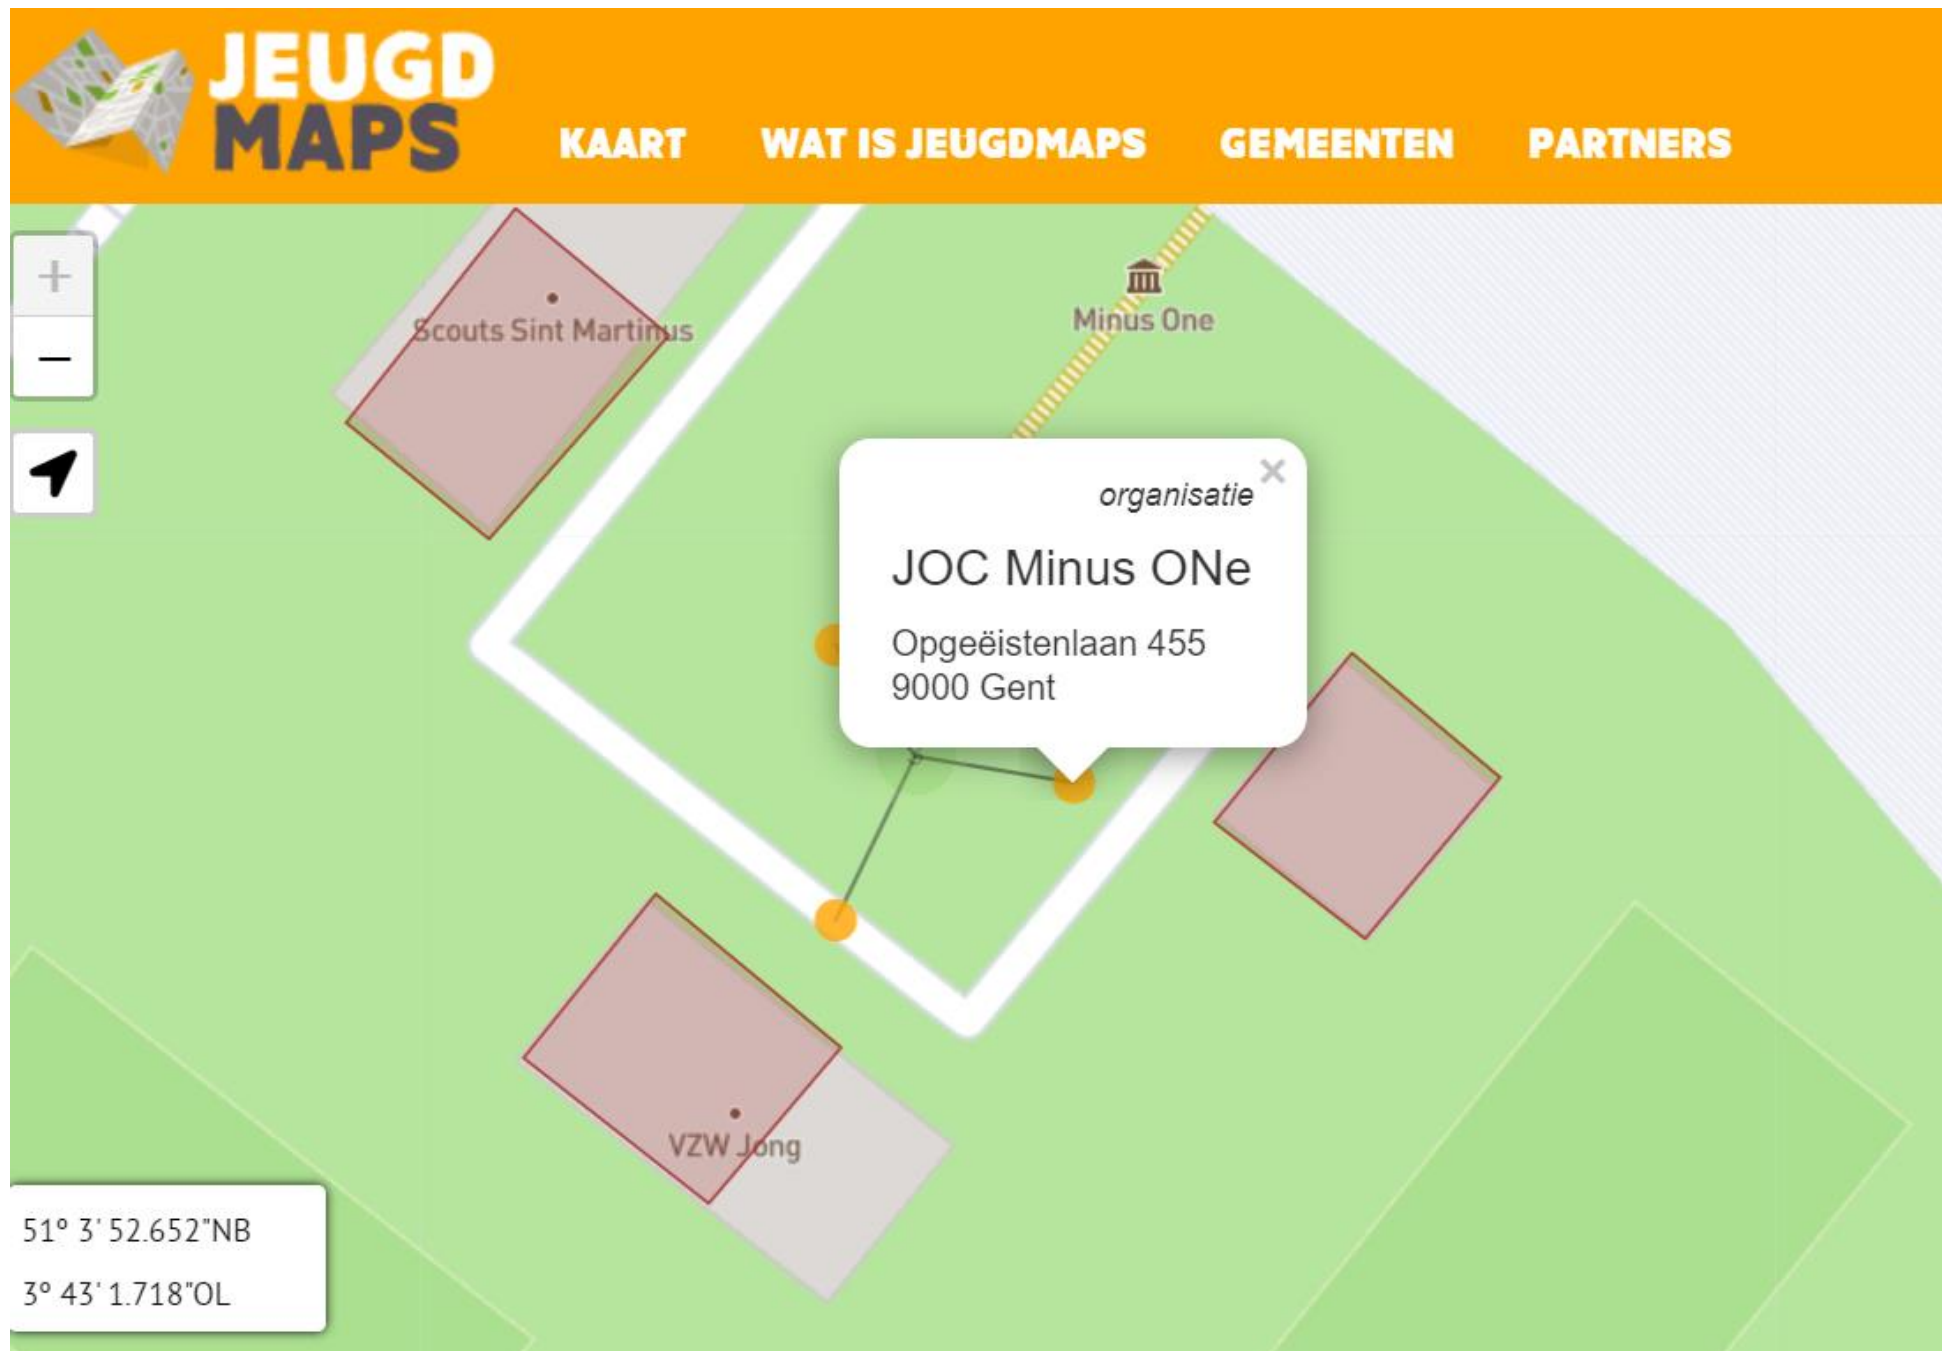 JEUGD
MAPS
KAART
WAT IS JEUGDMAPS
GEMEENTEN
PARTNERS
+
−
Scouts Sint Martinus
Minus One
organisatie ×
JOC Minus ONe
Opgeëistenlaan 455
9000 Gent
VZW Jong
51° 3' 52.652"NB
3° 43' 1.718"OL